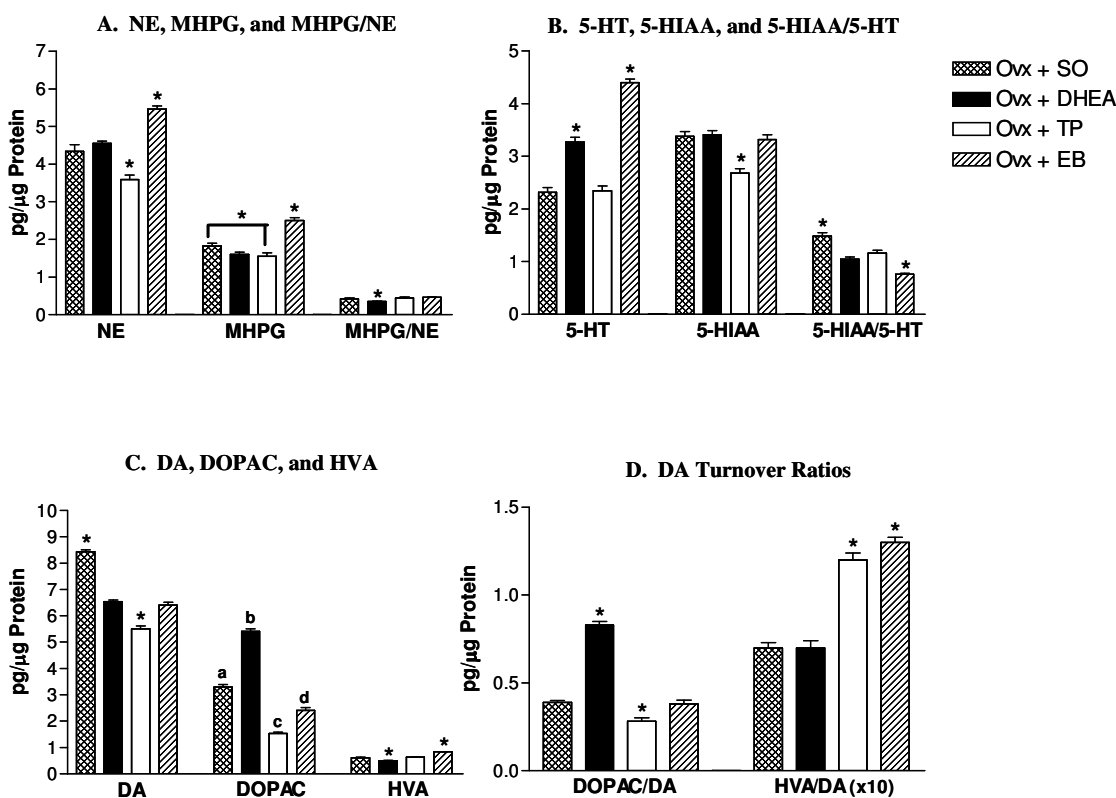 A. NE, MHPG, and MHPG/NE
7
6
5
4
3
2
1
0
pg/µg Protein
*
*
*
*
*
NE MHPG MHPG/NE
B. 5-HT, 5-HIAA, and 5-HIAA/5-HT
5
4
3
2
1
0
pg/µg Protein
*
*
*
*
*
5-HT 5-HIAA 5-HIAA/5-HT
Ovx + SO
Ovx + DHEA
Ovx + TP
Ovx + EB
C. DA, DOPAC, and HVA
10
9
8
7
6
5
4
3
2
1
0
pg/µg Protein
*
*
a
b
c
d
*
*
DA DOPAC HVA
D. DA Turnover Ratios
1.5
1.0
0.5
0.0
pg/µg Protein
*
*
*
*
DOPAC/DA HVA/DA (x10)